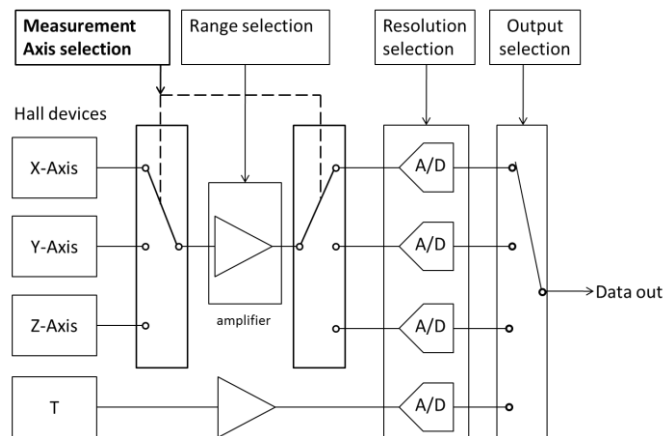 Measurement
Axis selection
Range selection
Resolution
selection
Output
selection
Hall devices
X-Axis
A/D
Y-Axis
A/D
Data out
Z-Axis
amplifier
A/D
T
A/D